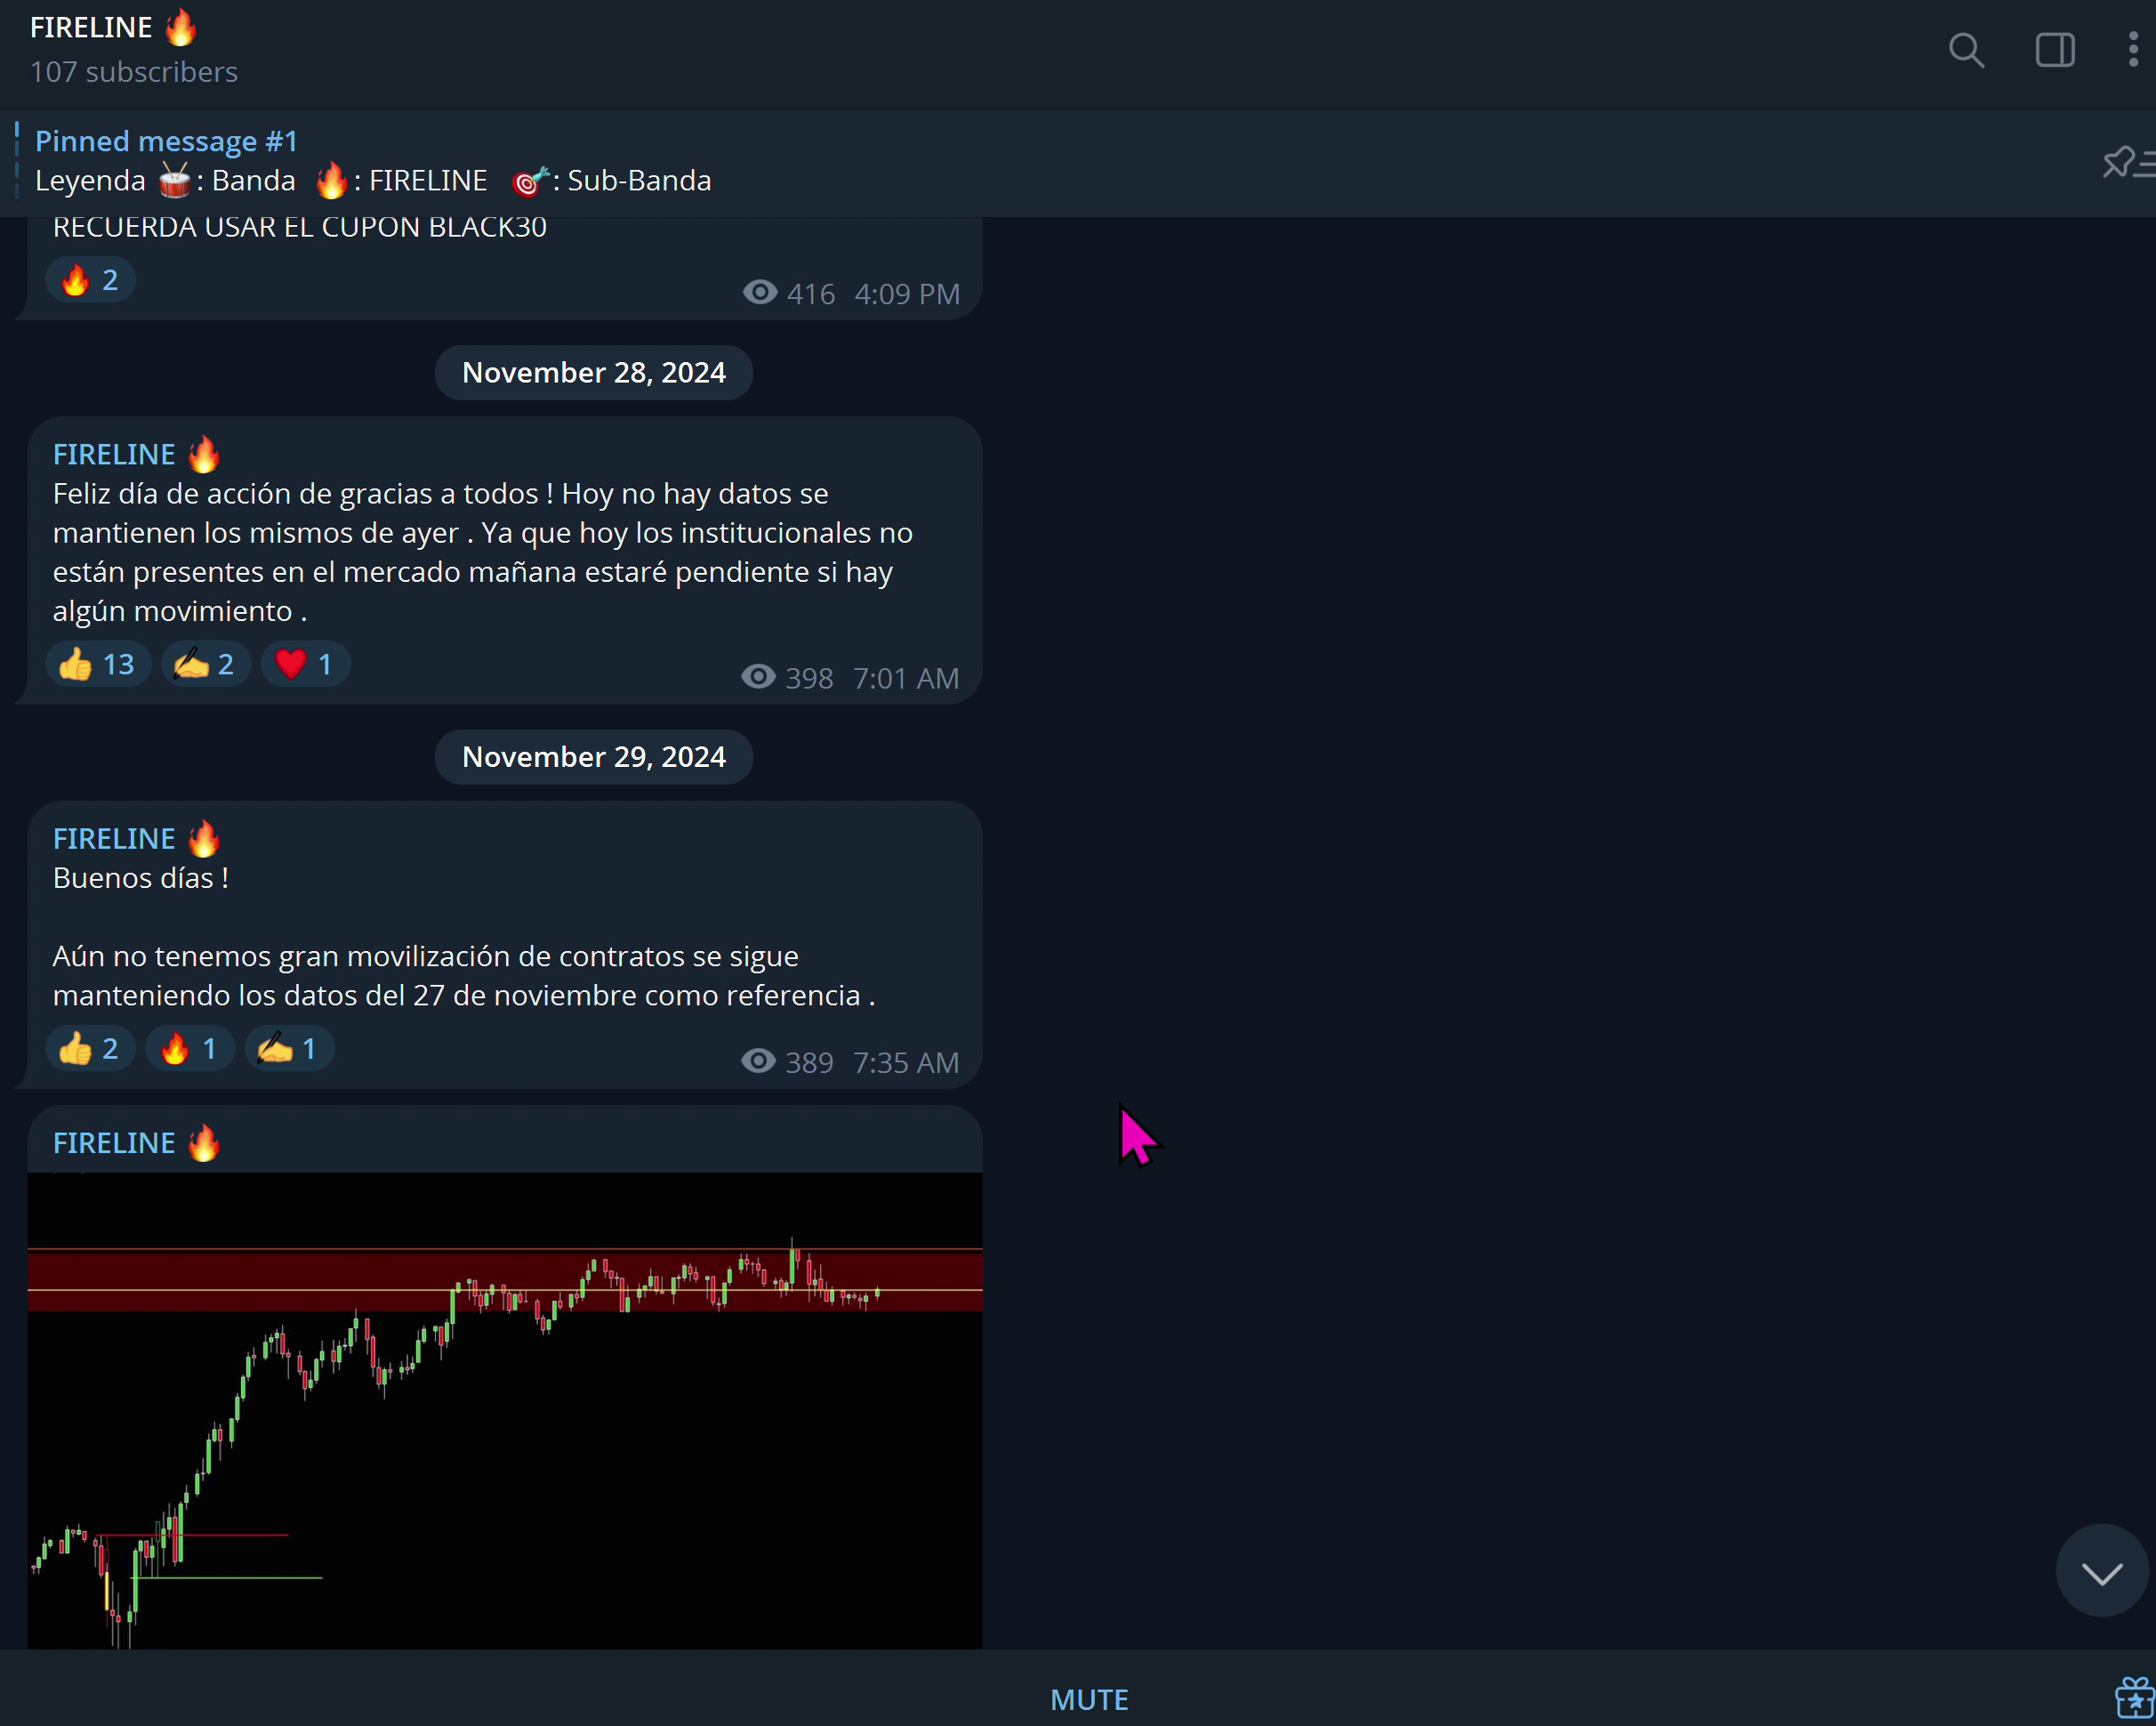 FIRELINE 🔥
107 subscribers
Pinned message #1
Leyenda 🥁: Banda 🔥: FIRELINE 🎯: Sub-Banda
RECUERDA USAR EL CUPON BLACK30
🔥 2
416 4:09 PM
November 28, 2024
FIRELINE 🔥
Feliz día de acción de gracias a todos ! Hoy no hay datos se
mantienen los mismos de ayer . Ya que hoy los institucionales no
están presentes en el mercado mañana estaré pendiente si hay
algún movimiento .
👍 13 ✍ 2 ❤ 1
398 7:01 AM
November 29, 2024
FIRELINE 🔥
Buenos días !
Aún no tenemos gran movilización de contratos se sigue
manteniendo los datos del 27 de noviembre como referencia .
👍 2 🔥 1 ✍ 1
389 7:35 AM
FIRELINE 🔥
MUTE